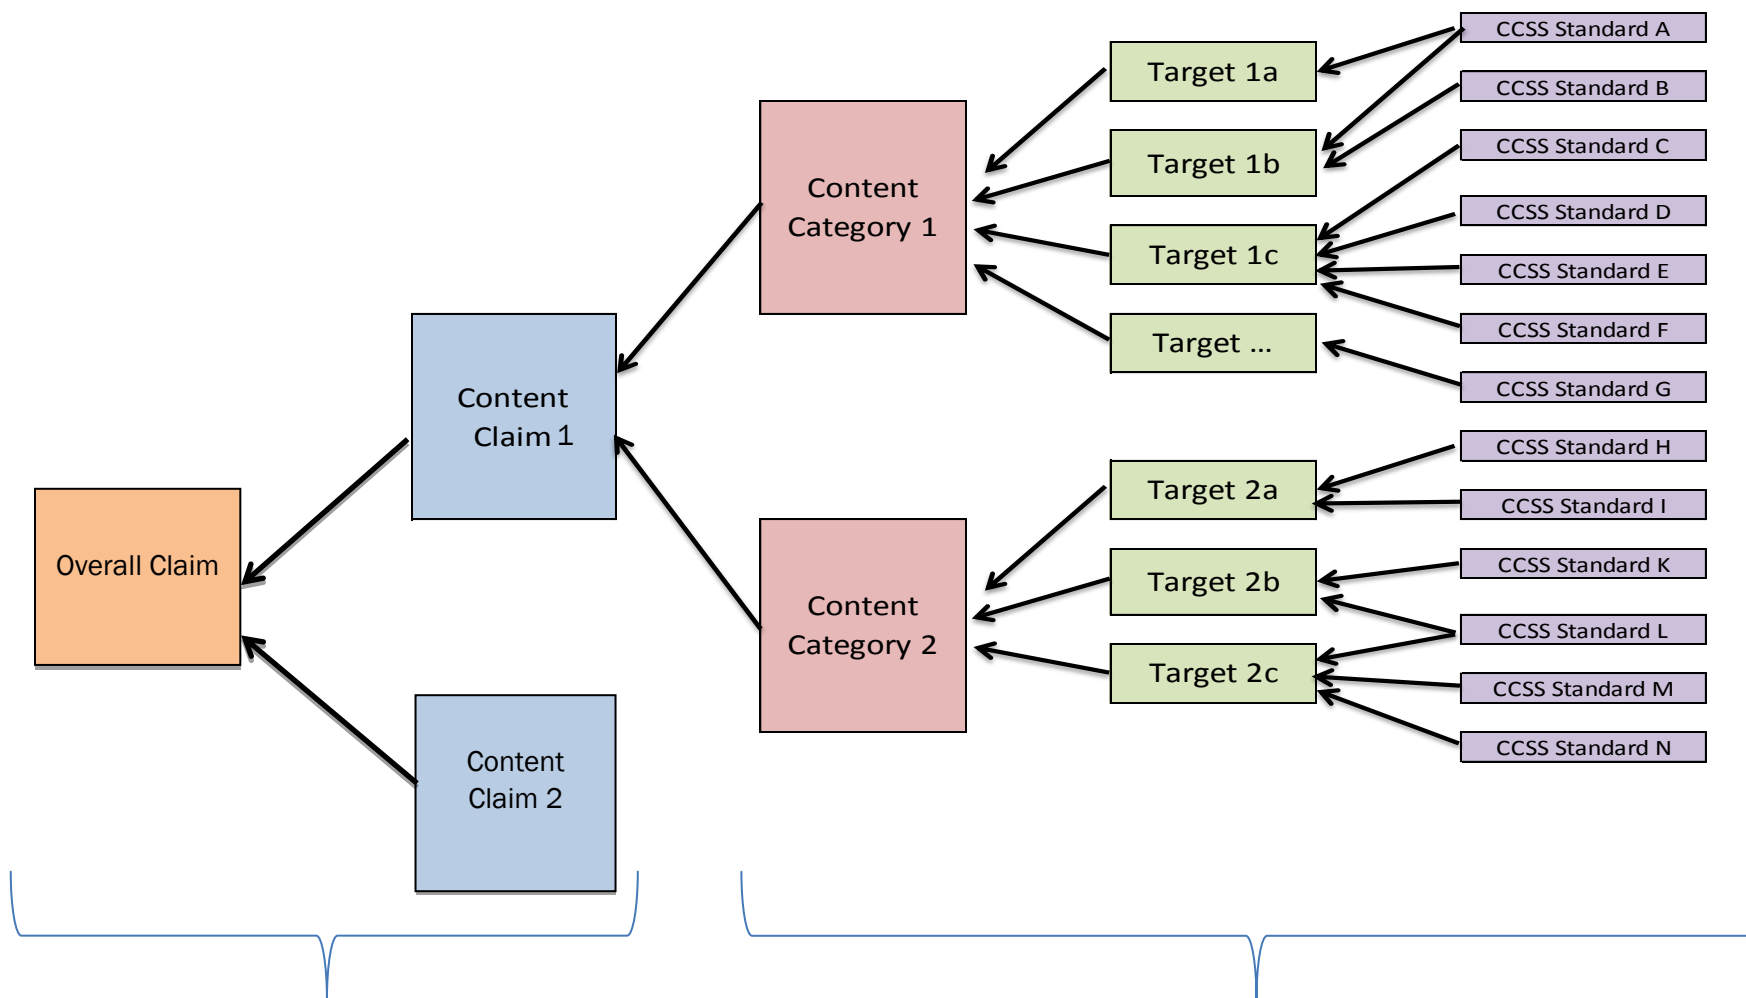 Overall Claim
Content
Claim 1
Content
Claim 2
Content
Category 1
Content
Category 2
Target 1a
Target 1b
Target 1c
Target ...
Target 2a
Target 2b
Target 2c
CCSS Standard A
CCSS Standard B
CCSS Standard C
CCSS Standard D
CCSS Standard E
CCSS Standard F
CCSS Standard G
CCSS Standard H
CCSS Standard I
CCSS Standard K
CCSS Standard L
CCSS Standard M
CCSS Standard N